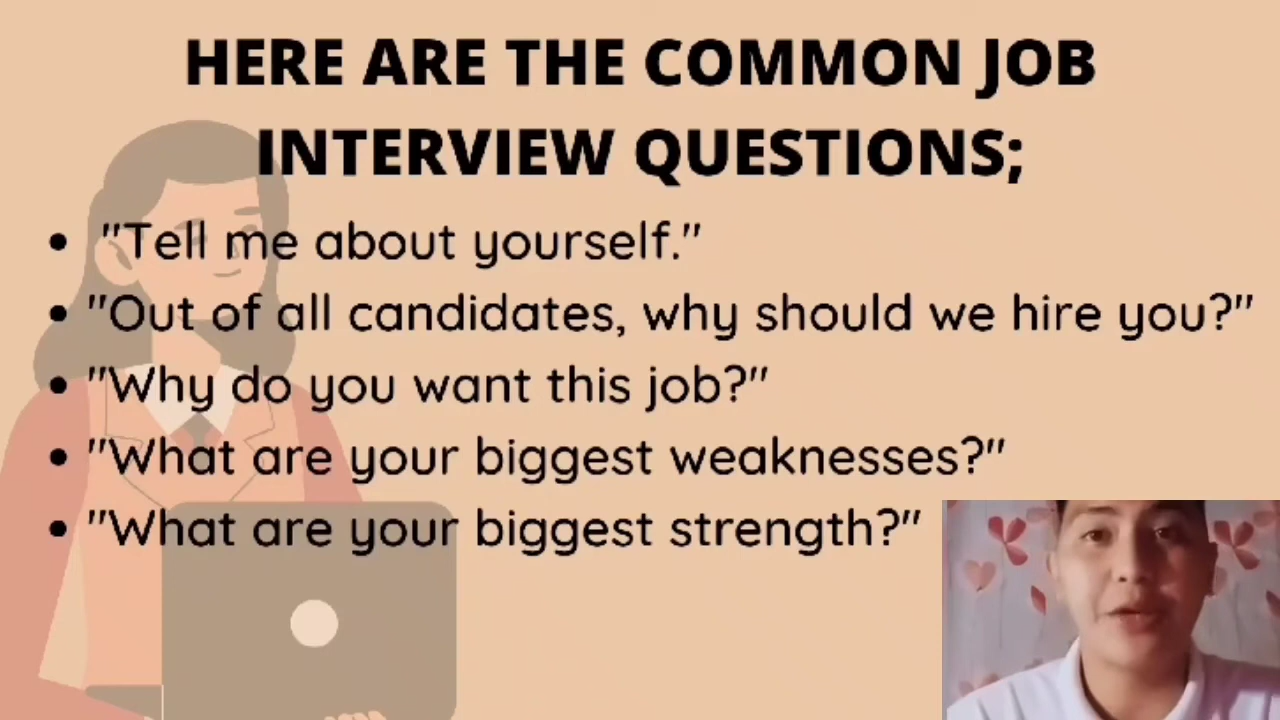 HERE ARE THE COMMON JOB
INTERVIEW QUESTIONS;
• "Tell me about yourself."
• "Out of all candidates, why should we hire you?"
• "Why do you want this job?"
• "What are your biggest weaknesses?"
• "What are your biggest strength?"